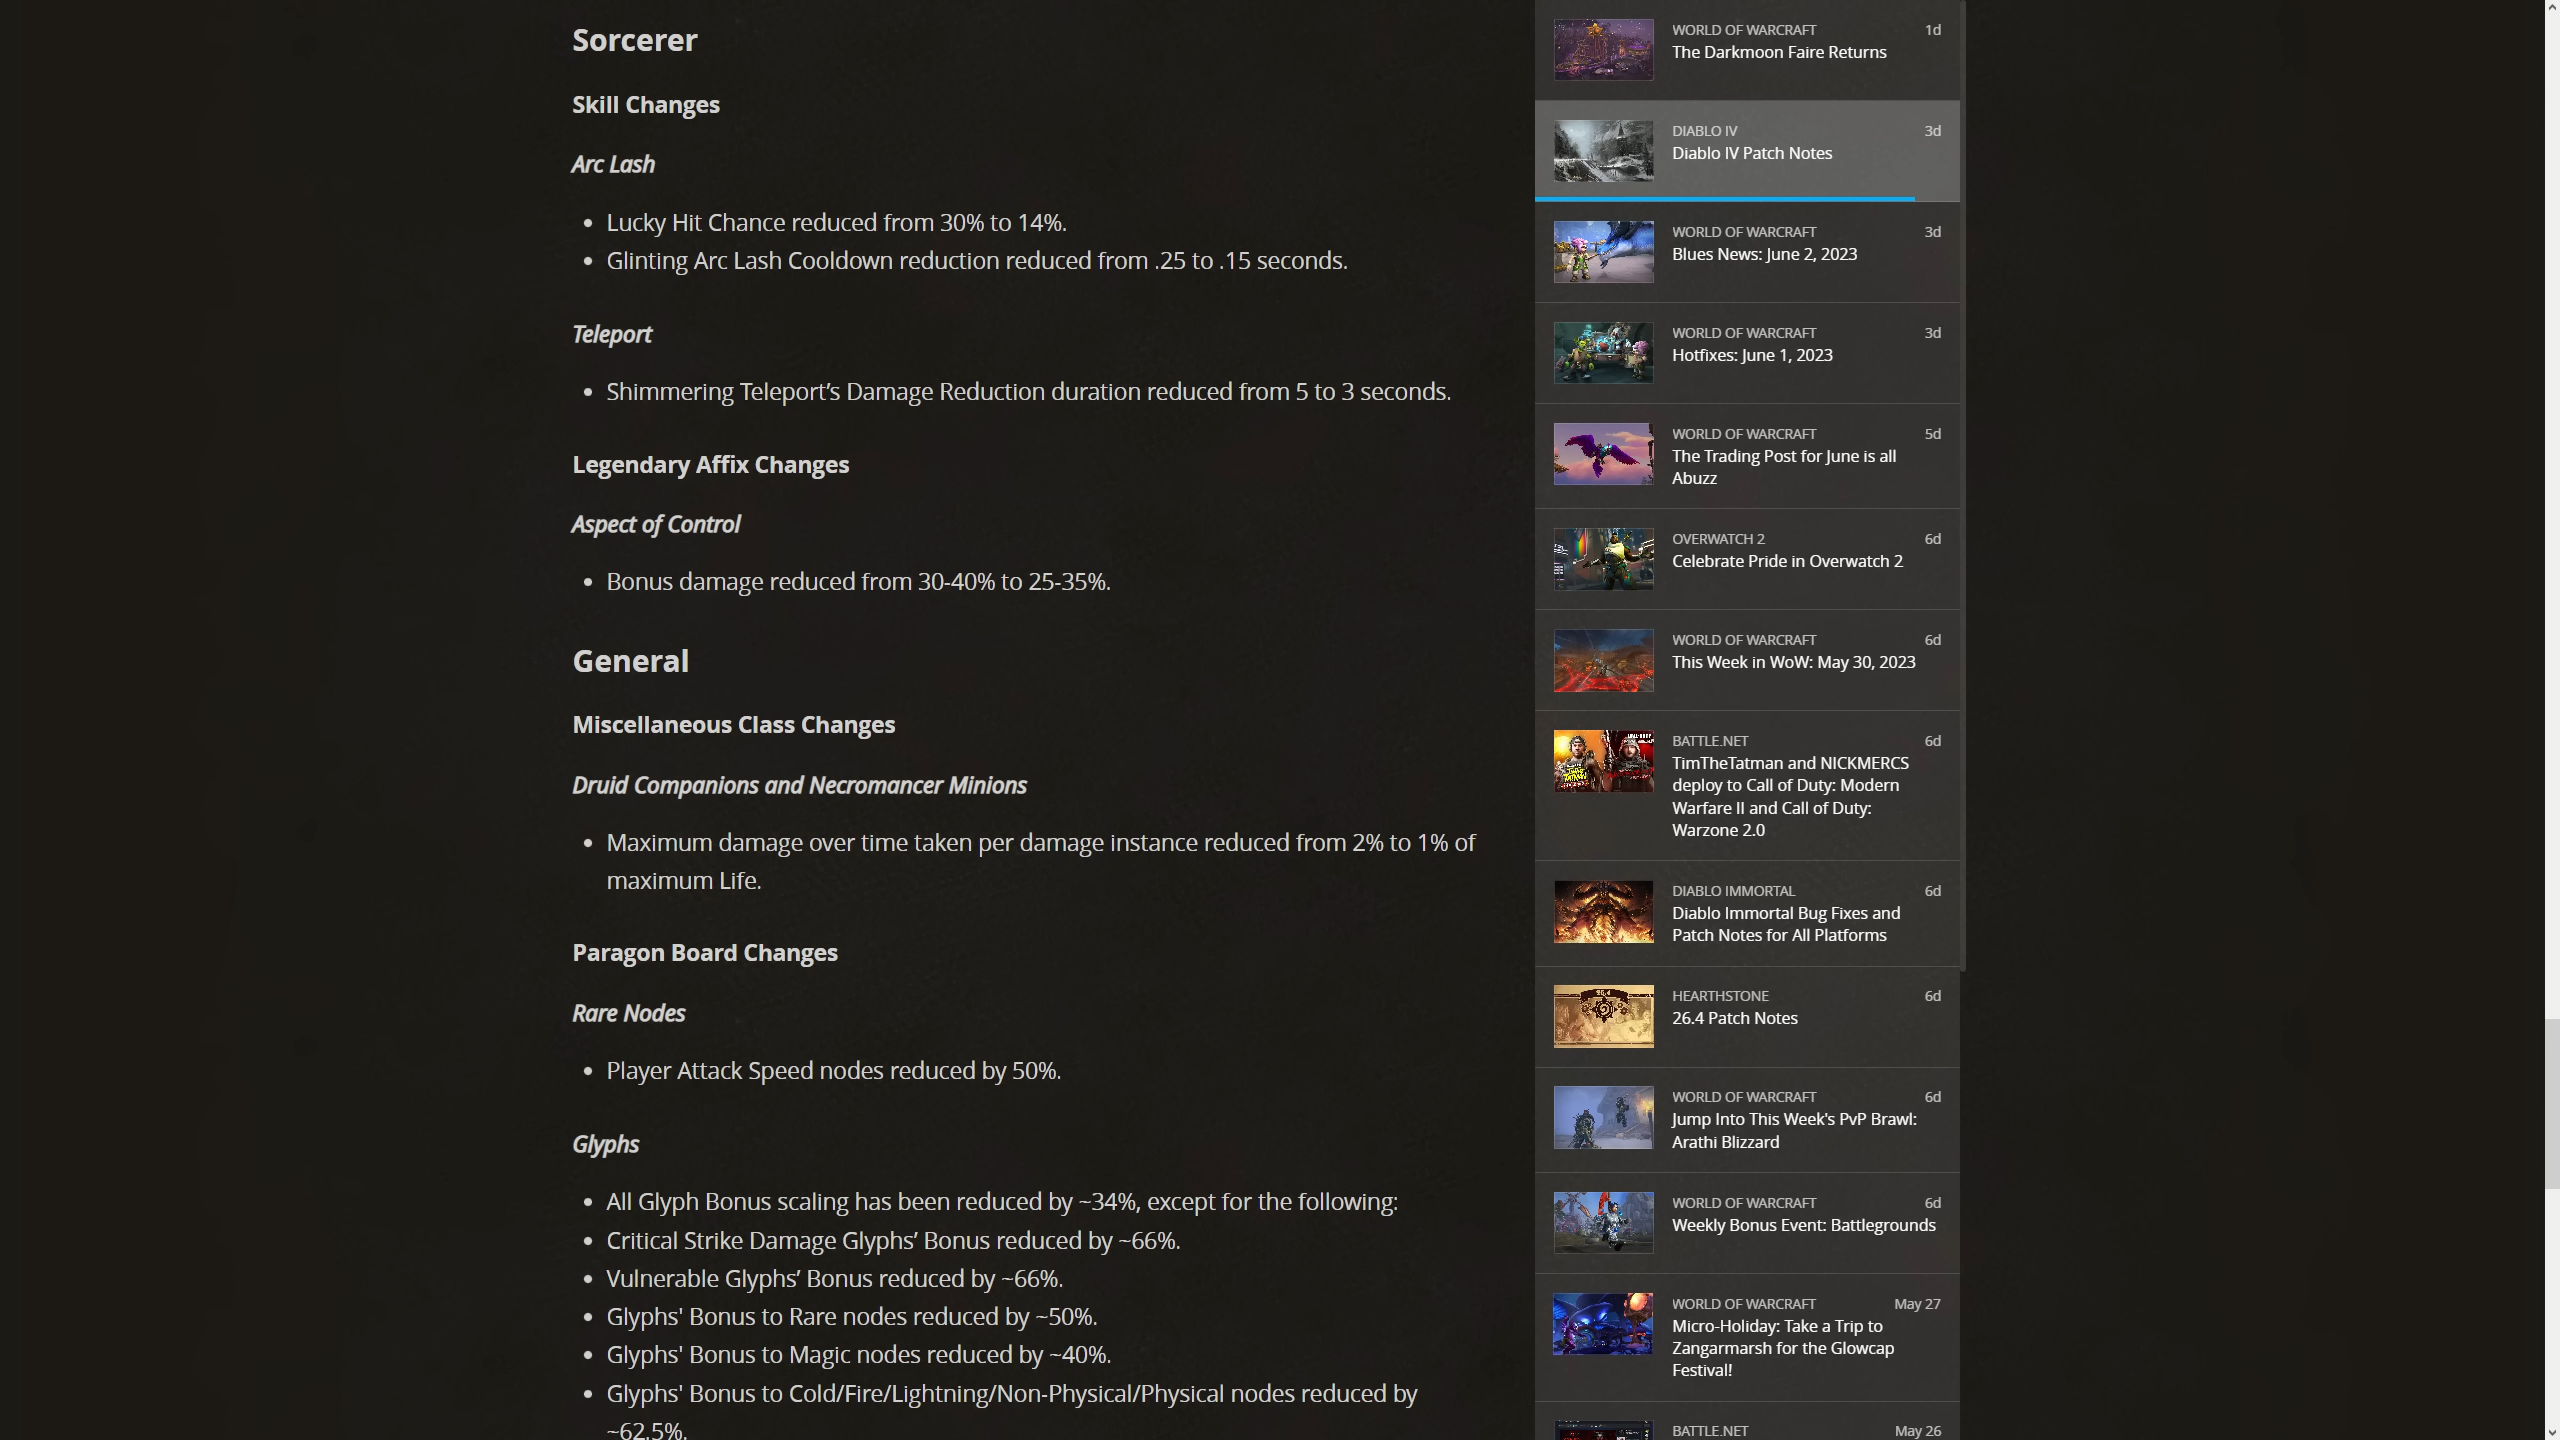 Sorcerer
Skill Changes
Arc Lash
• Lucky Hit Chance reduced from 30% to 14%.
• Glinting Arc Lash Cooldown reduction reduced from .25 to .15 seconds.
Teleport
• Shimmering Teleport’s Damage Reduction duration reduced from 5 to 3 seconds.
Legendary Affix Changes
Aspect of Control
• Bonus damage reduced from 30-40% to 25-35%.
General
Miscellaneous Class Changes
Druid Companions and Necromancer Minions
• Maximum damage over time taken per damage instance reduced from 2% to 1% of
maximum Life.
Paragon Board Changes
Rare Nodes
• Player Attack Speed nodes reduced by 50%.
Glyphs
• All Glyph Bonus scaling has been reduced by ~34%, except for the following:
• Critical Strike Damage Glyphs’ Bonus reduced by ~66%.
• Vulnerable Glyphs’ Bonus reduced by ~66%.
• Glyphs' Bonus to Rare nodes reduced by ~50%.
• Glyphs' Bonus to Magic nodes reduced by ~40%.
• Glyphs' Bonus to Cold/Fire/Lightning/Non-Physical/Physical nodes reduced by
~62.5%.
WORLD OF WARCRAFT 1d
The Darkmoon Faire Returns
DIABLO IV 3d
Diablo IV Patch Notes
WORLD OF WARCRAFT 3d
Blues News: June 2, 2023
WORLD OF WARCRAFT 3d
Hotfixes: June 1, 2023
WORLD OF WARCRAFT 5d
The Trading Post for June is all
Abuzz
OVERWATCH 2 6d
Celebrate Pride in Overwatch 2
WORLD OF WARCRAFT 6d
This Week in WoW: May 30, 2023
BATTLE.NET 6d
TimTheTatman and NICKMERCS
deploy to Call of Duty: Modern
Warfare II and Call of Duty:
Warzone 2.0
DIABLO IMMORTAL 6d
Diablo Immortal Bug Fixes and
Patch Notes for All Platforms
HEARTHSTONE 6d
26.4 Patch Notes
WORLD OF WARCRAFT 6d
Jump Into This Week's PvP Brawl:
Arathi Blizzard
WORLD OF WARCRAFT 6d
Weekly Bonus Event: Battlegrounds
WORLD OF WARCRAFT May 27
Micro-Holiday: Take a Trip to
Zangarmarsh for the Glowcap
Festival!
BATTLE.NET May 26